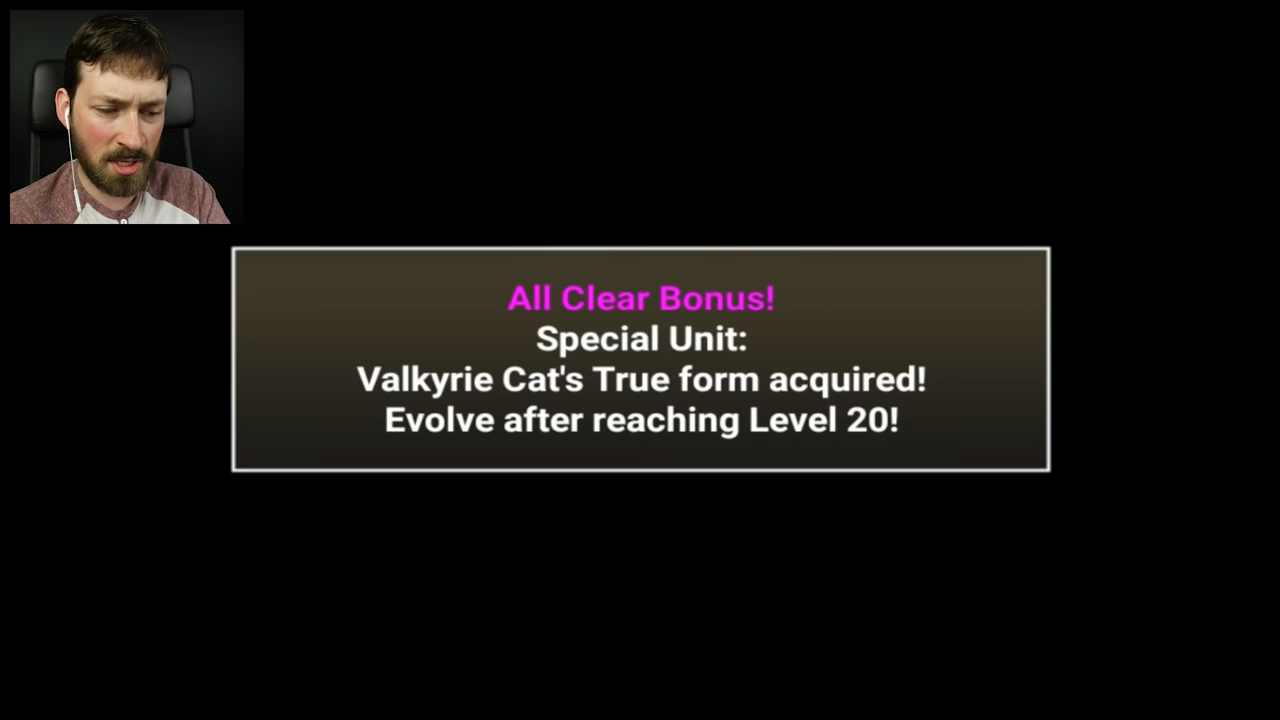 All Clear Bonus!
Special Unit:
Valkyrie Cat's True form acquired!
Evolve after reaching Level 20!